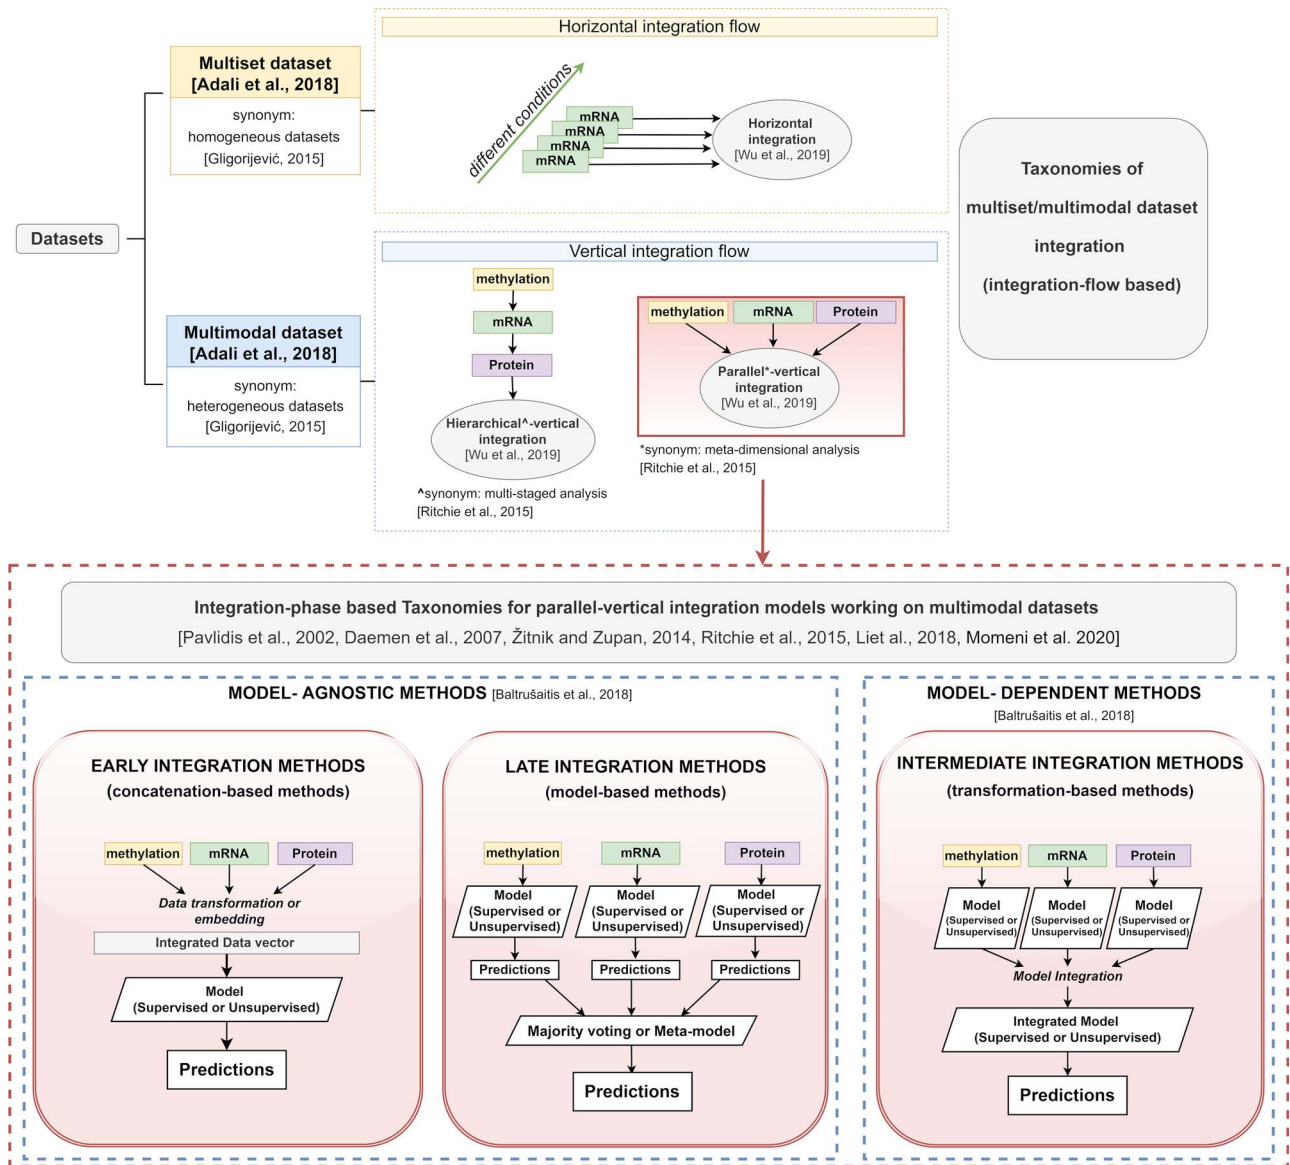 Horizontal integration flow
Multiset dataset
[Adali et al., 2018]
synonym:
homogeneous datasets
[Gligorijević, 2015]
different conditions
mRNA
mRNA
mRNA
mRNA
Horizontal
integration
[Wu et al., 2019]
Taxonomies of
multiset/multimodal dataset
integration
(integration-flow based)
Datasets
Vertical integration flow
Multimodal dataset
[Adali et al., 2018]
synonym:
heterogeneous datasets
[Gligorijević, 2015]
methylation
mRNA
Protein
Hierarchical^-vertical
integration
[Wu et al., 2019]
^synonym: multi-staged analysis
[Ritchie et al., 2015]
methylation
mRNA
Protein
Parallel*-vertical
integration
[Wu et al., 2019]
*synonym: meta-dimensional analysis
[Ritchie et al., 2015]
Integration-phase based Taxonomies for parallel-vertical integration models working on multimodal datasets
[Pavlidis et al., 2002, Daemen et al., 2007, Žitnik and Zupan, 2014, Ritchie et al., 2015, Liet al., 2018, Momeni et al. 2020]
MODEL- AGNOSTIC METHODS [Baltrušaitis et al., 2018]
EARLY INTEGRATION METHODS
(concatenation-based methods)
methylation
mRNA
Protein
Data transformation or
embedding
Integrated Data vector
Model
(Supervised or Unsupervised)
Predictions
LATE INTEGRATION METHODS
(model-based methods)
methylation
mRNA
Protein
Model
(Supervised or
Unsupervised)
Model
(Supervised or
Unsupervised)
Model
(Supervised or
Unsupervised)
Predictions
Predictions
Predictions
Majority voting or Meta-model
Predictions
MODEL- DEPENDENT METHODS
[Baltrušaitis et al., 2018]
INTERMEDIATE INTEGRATION METHODS
(transformation-based methods)
methylation
mRNA
Protein
Model
(Supervised or
Unsupervised)
Model
(Supervised or
Unsupervised)
Model
(Supervised or
Unsupervised)
Model Integration
Integrated Model
(Supervised or Unsupervised)
Predictions